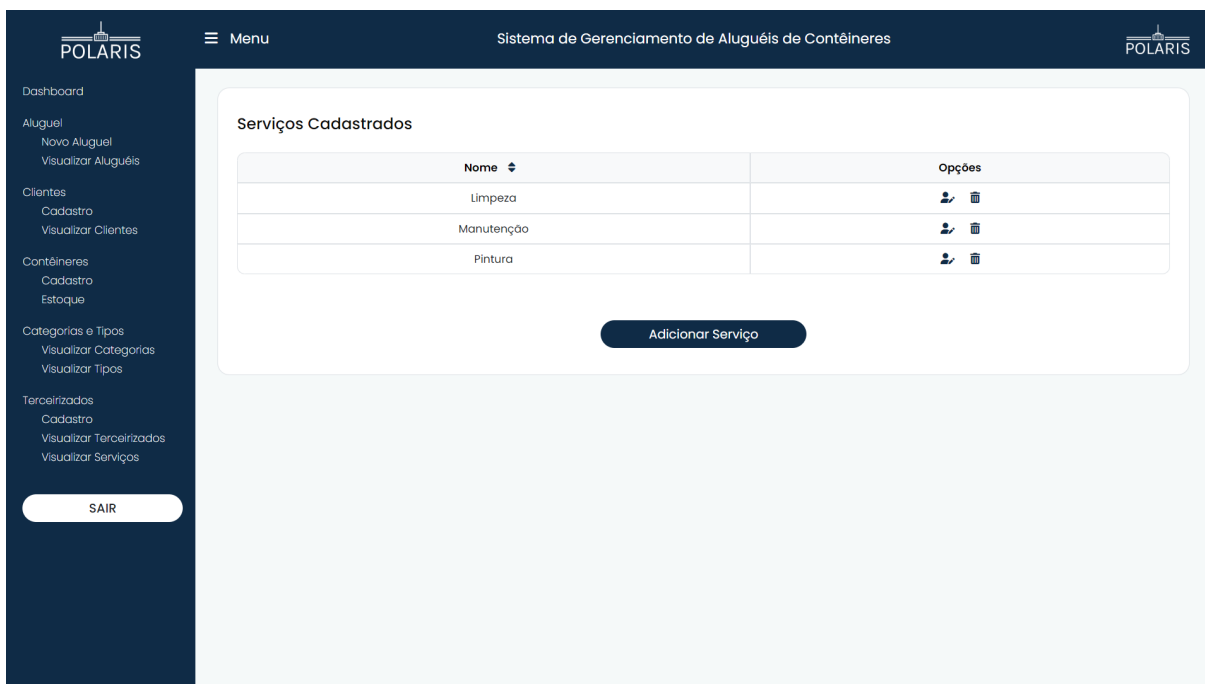 POLARIS
Menu
Sistema de Gerenciamento de Aluguéis de Contêineres
POLARIS
Dashboard
Aluguel
Novo Aluguel
Visualizar Aluguéis
Clientes
Cadastro
Visualizar Clientes
Contêineres
Cadastro
Estoque
Categorias e Tipos
Visualizar Categorias
Visualizar Tipos
Terceirizados
Cadastro
Visualizar Terceirizados
Visualizar Serviços
SAIR
Serviços Cadastrados
Nome Opções
Limpeza
Manutenção
Pintura
Adicionar Serviço